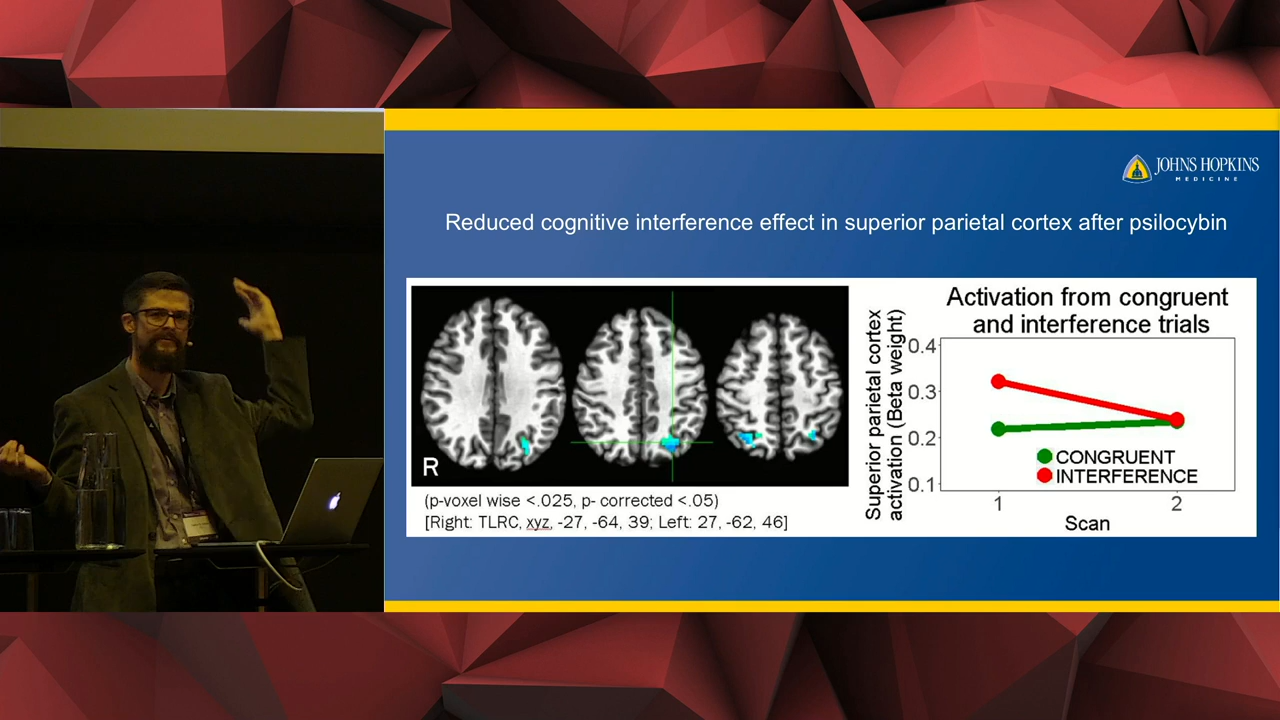 JOHNS HOPKINS
MEDICINE
Reduced cognitive interference effect in superior parietal cortex after psilocybin
R
(p-voxel wise <.025, p- corrected <.05)
[Right: TLRC, xyz, -27, -64, 39; Left: 27, -62, 46]
Activation from congruent
and interference trials
Superior parietal cortex
activation (Beta weight)
0.4
0.3
0.2
0.1
CONGRUENT
INTERFERENCE
1
2
Scan